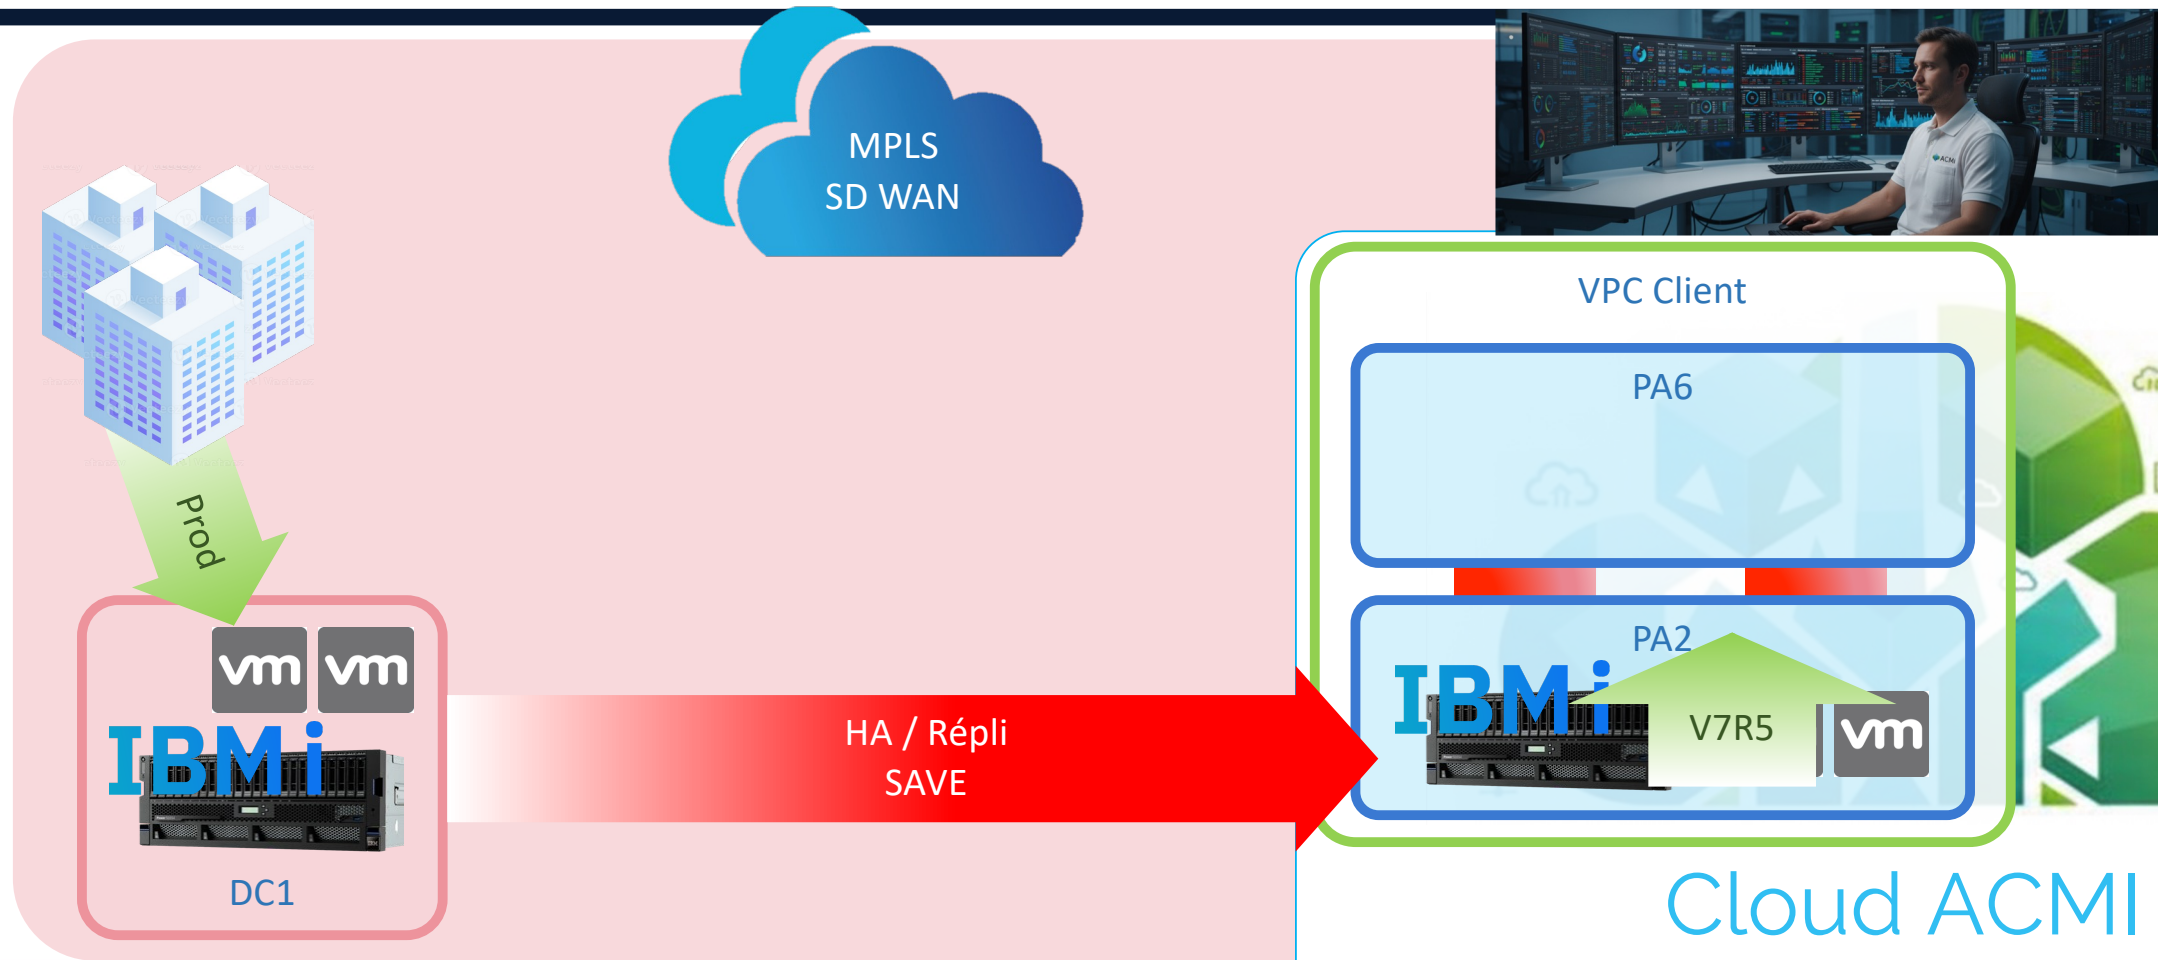 MPLS
SD WAN
ACMI
VPC Client
PA6
Prod
PA2
vm
vm
IBM i
IBM i
V7R5
vm
HA / Répli
SAVE
DC1
Cloud ACMI